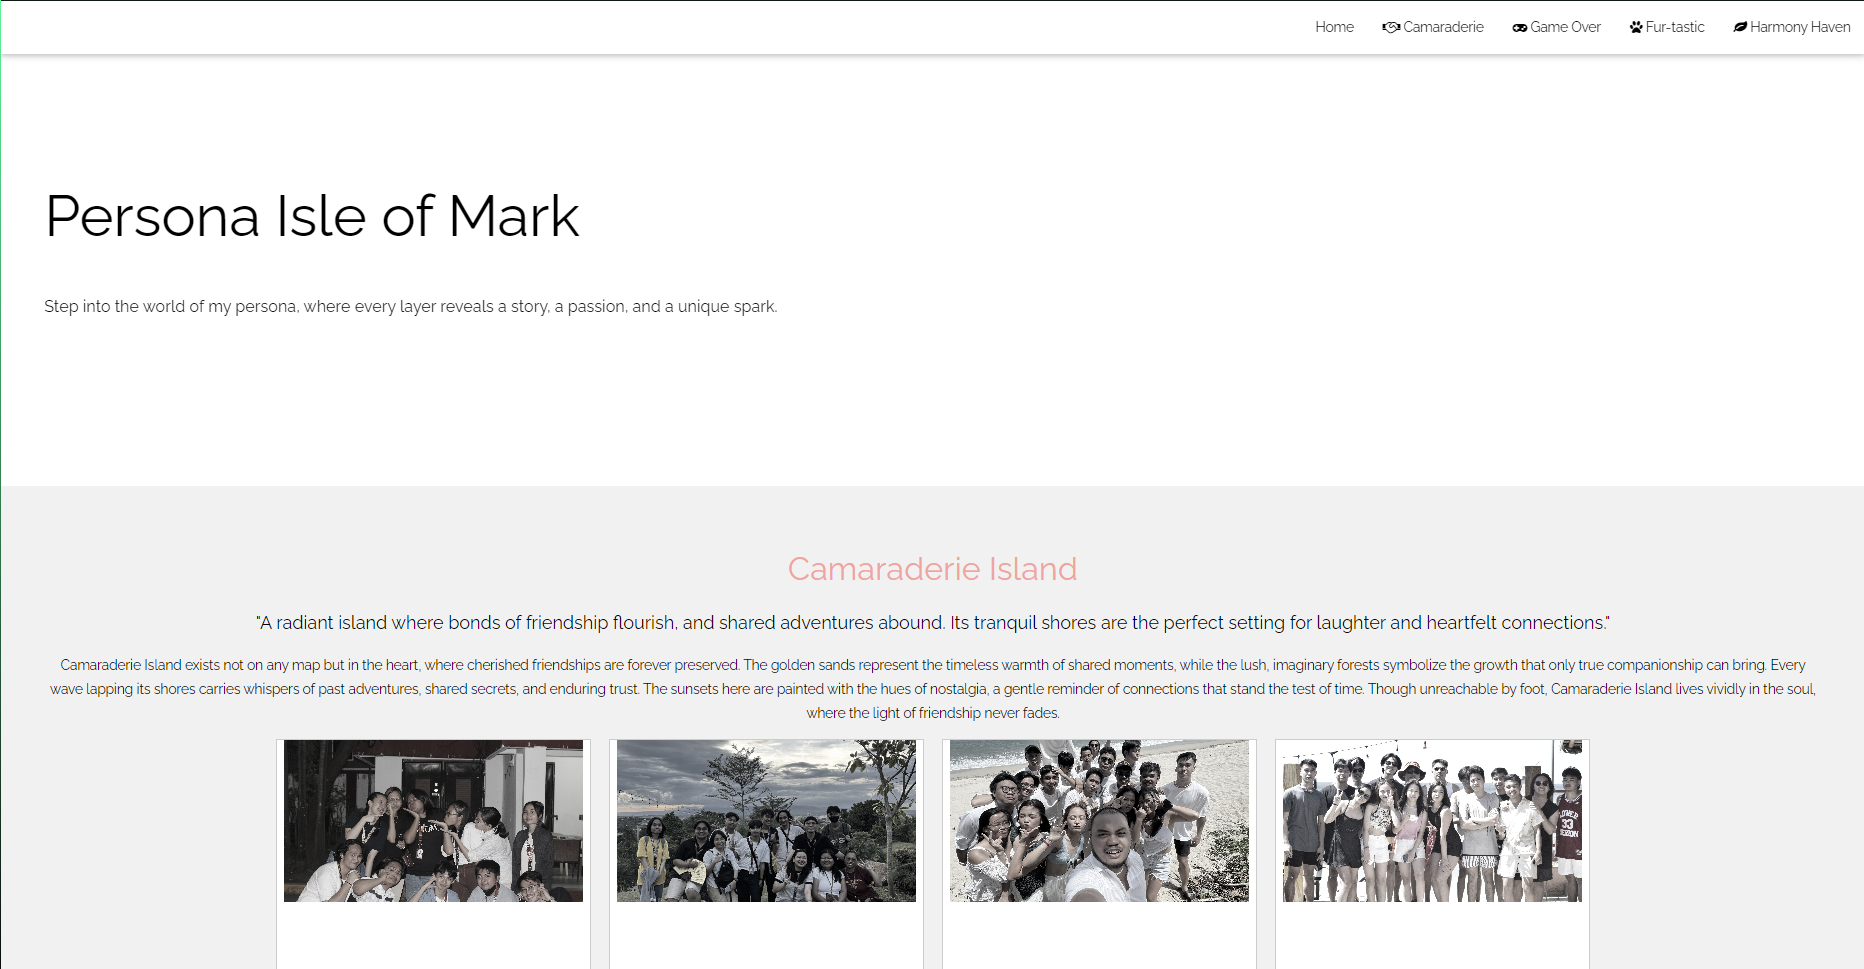 Home Camaraderie Game Over Fur-tastic Harmony Haven
Persona Isle of Mark
Step into the world of my persona, where every layer reveals a story, a passion, and a unique spark.
Camaraderie Island
"A radiant island where bonds of friendship flourish, and shared adventures abound. Its tranquil shores are the perfect setting for laughter and heartfelt connections."
Camaraderie Island exists not on any map but in the heart, where cherished friendships are forever preserved. The golden sands represent the timeless warmth of shared moments, while the lush, imaginary forests symbolize the growth that only true companionship can bring. Every
wave lapping its shores carries whispers of past adventures, shared secrets, and enduring trust. The sunsets here are painted with the hues of nostalgia, a gentle reminder of connections that stand the test of time. Though unreachable by foot, Camaraderie Island lives vividly in the soul,
where the light of friendship never fades.
33